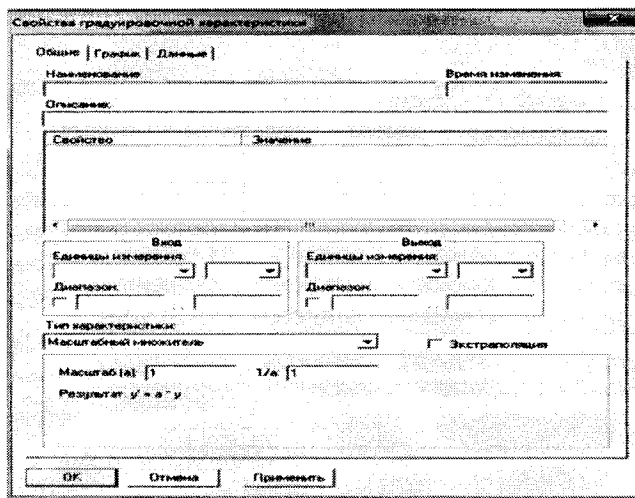 Свойства градуировочной характеристики
Общие График Данные
Наименование: Время изменения:
Описание:
Свойство Значение
Вход Выход
Единицы измерения: Единицы измерения:
Диапазон: Диапазон:
.. ..
Тип характеристики:
Масштабный множитель Экстраполяция
Масштаб (a): 1 1/a: 1
Результат: y' = a * y
OK Отмена Применить